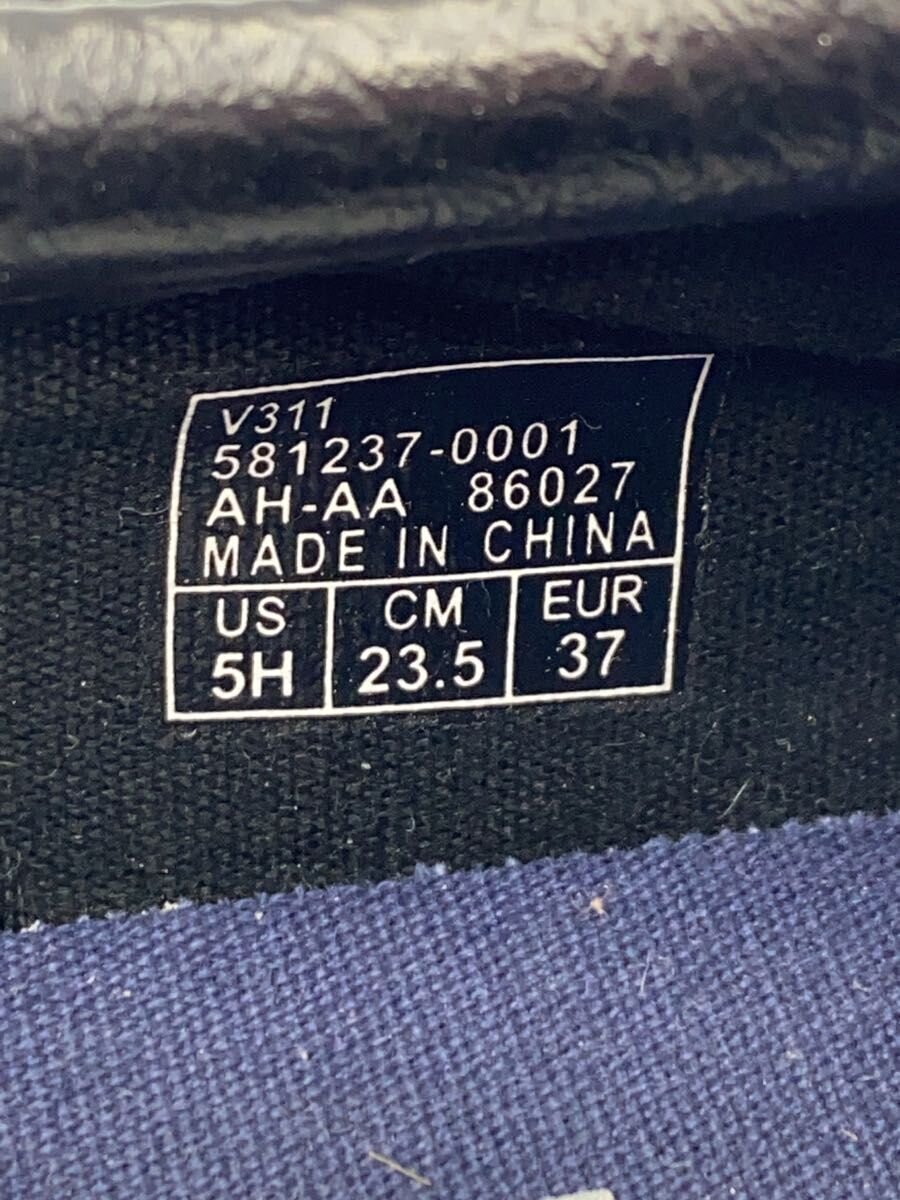 V311
581237-0001
AH-AA 86027
MADE IN CHINA
US CM EUR
5H 23.5 37